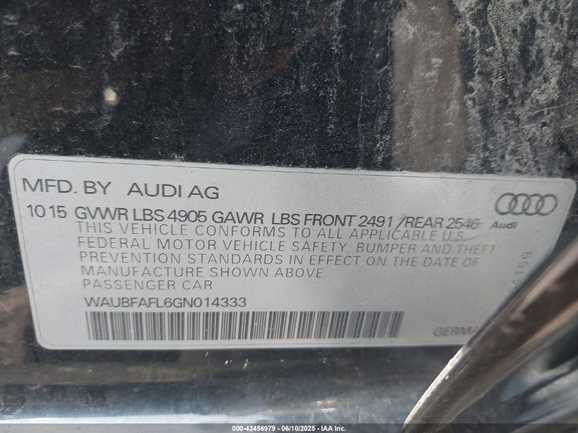 MFD. BY AUDI AG
10 15 GVWR LBS 4905 GAWR LBS FRONT 2491/REAR 2546
Audi
THIS VEHICLE CONFORMS TO ALL APPLICABLE U.S.
FEDERAL MOTOR VEHICLE SAFETY, BUMPER AND THEFT
PREVENTION STANDARDS IN EFFECT ON THE DATE OF
MANUFACTURE SHOWN ABOVE
PASSENGER CAR
WAUBFAFL6GN014333
GERMA
000-42456979 - 06/10/2025 - IAA Inc.